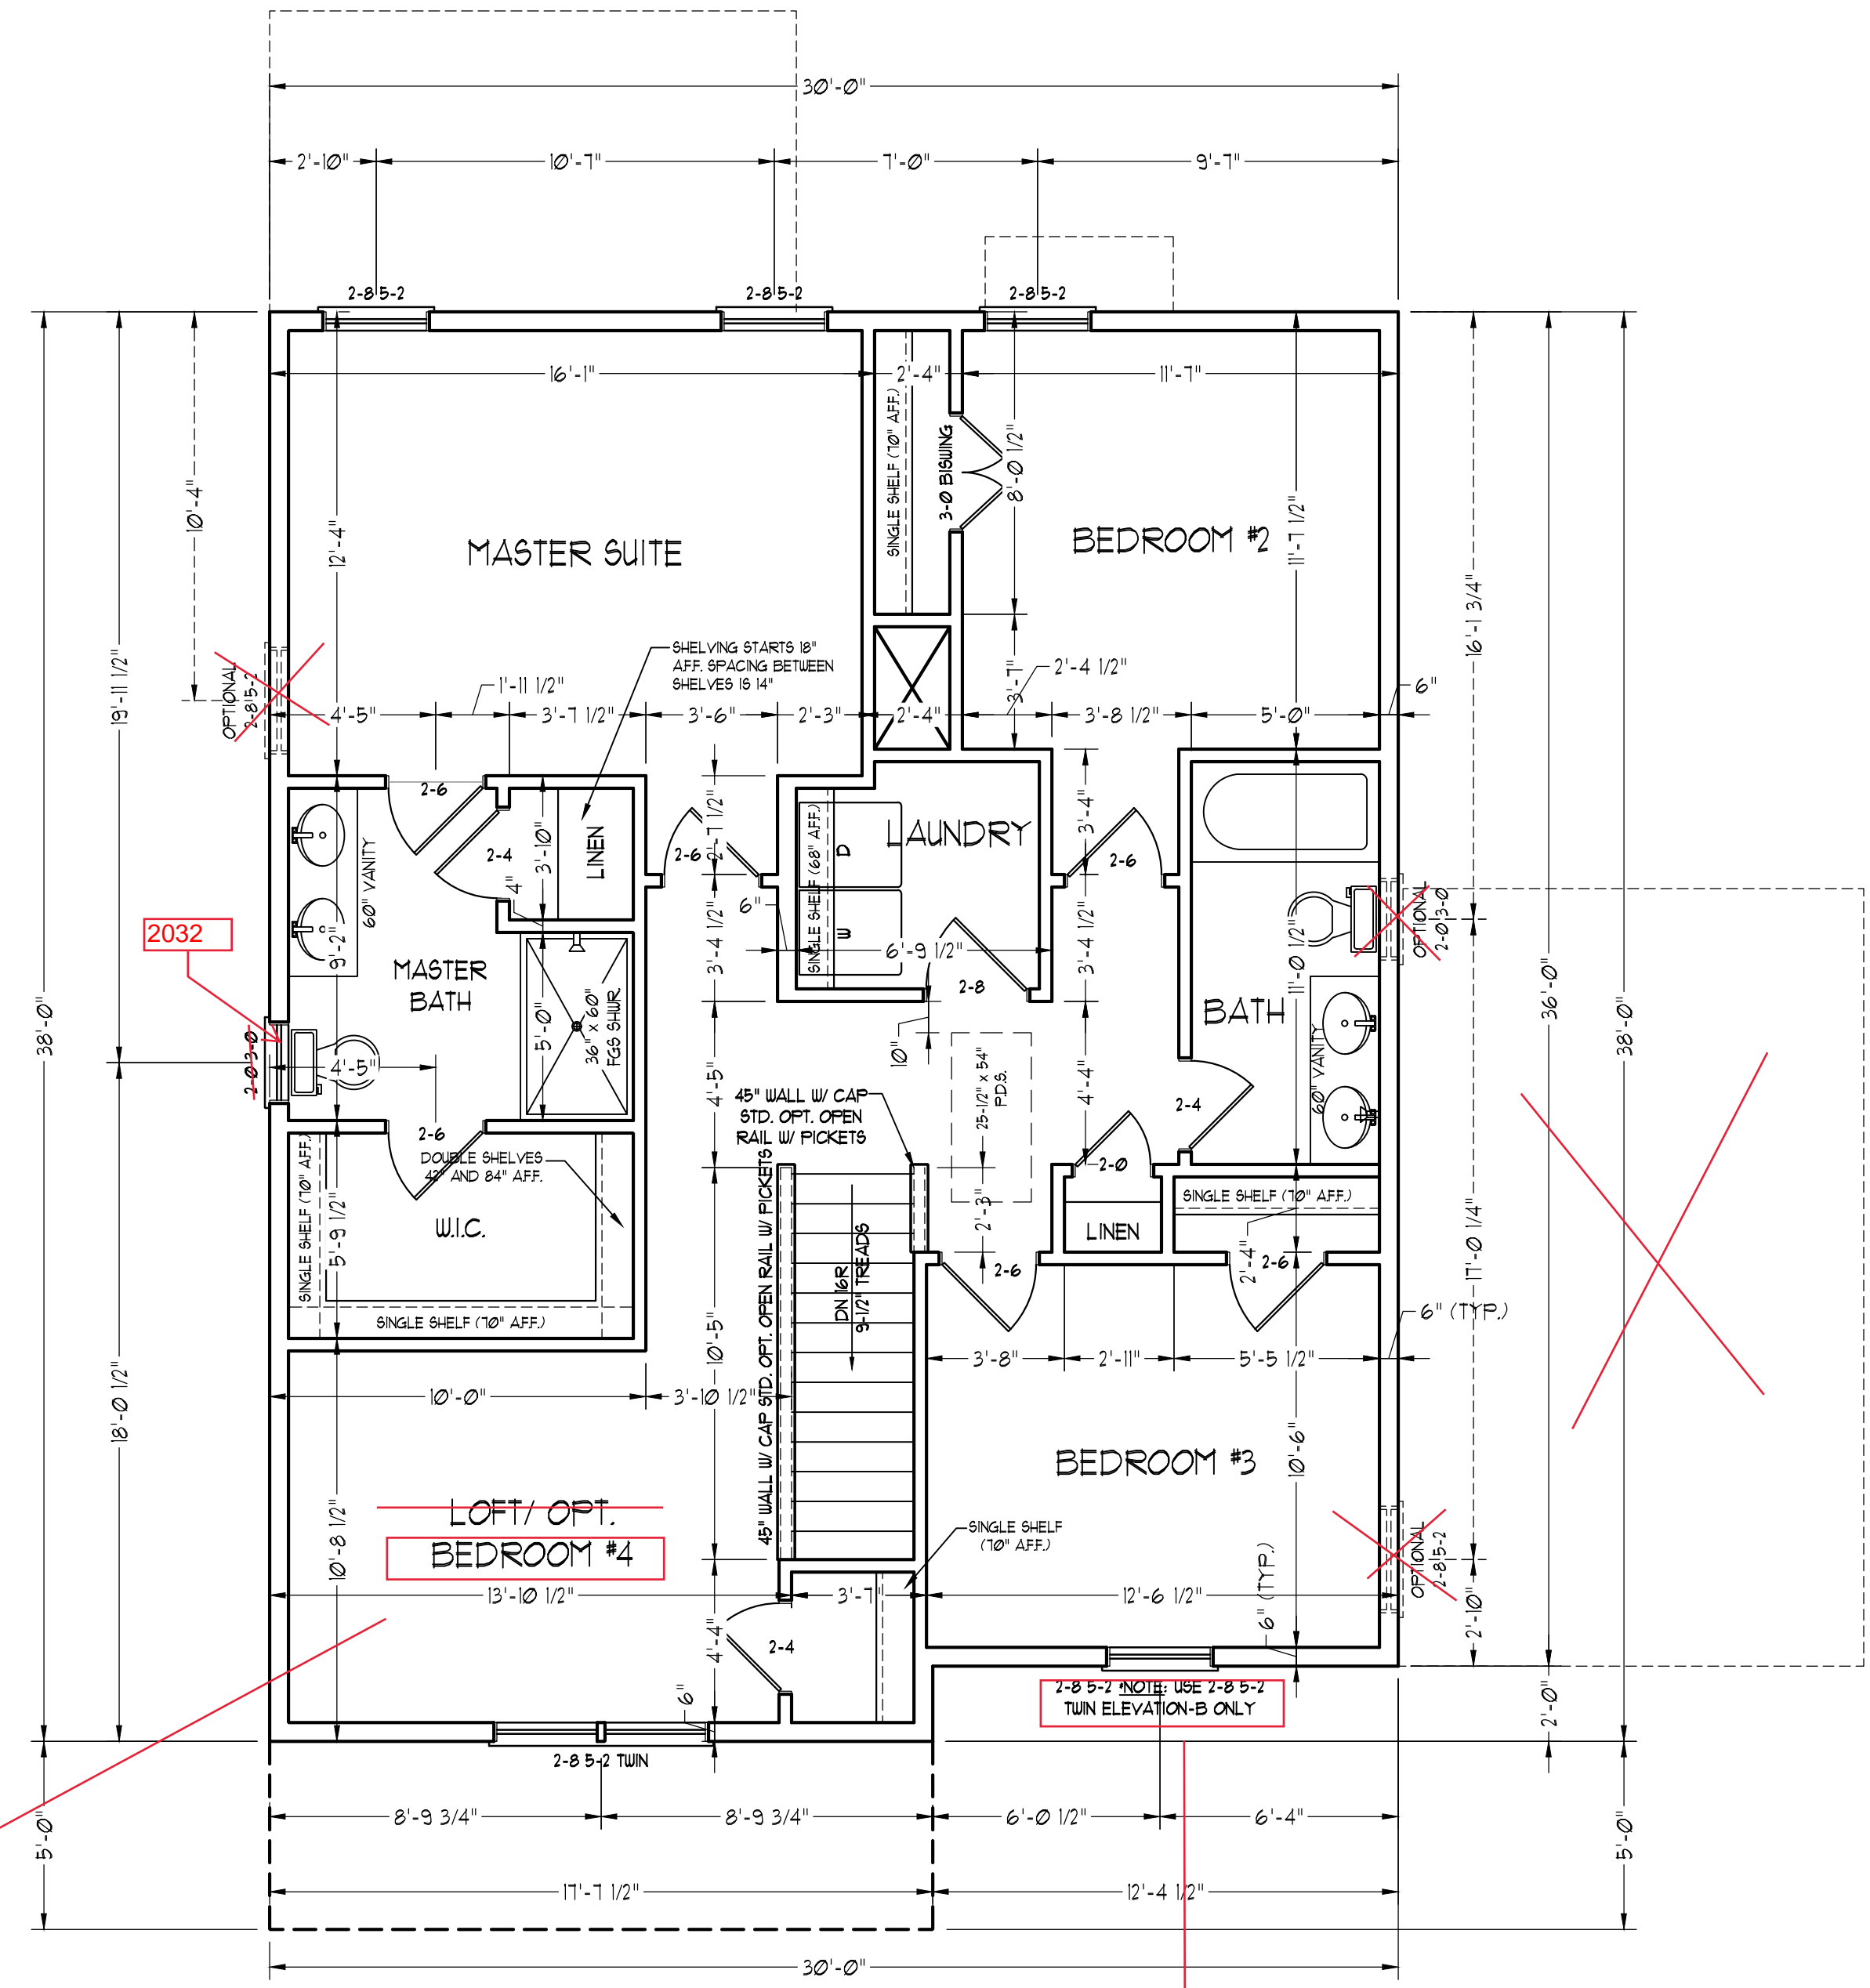 30'-0"
2'-10"
10'-7"
7'-0"
9'-7"
2-8 5-2
2-8 5-2
2-8 5-2
16'-1"
2'-4"
11'-7"
SINGLE SHELF (70" AFF.)
3-0 BISWING
8'-0 1/2"
10'-4"
12'-4"
MASTER SUITE
BEDROOM #2
11'-7 1/2"
16'-1 3/4"
19'-11 1/2"
SHELVING STARTS 18"
AFF. SPACING BETWEEN
SHELVES IS 14"
OPTIONAL
2-8 5-2
1'-11 1/2"
3'-7"
2'-4 1/2"
6"
4'-5"
3'-7 1/2"
3'-6"
2'-3"
2'-4"
3'-8 1/2"
5'-0"
2-6
2-4
3'-10"
LINEN
4"
60" VANITY
9'-2"
2'-7 1/2"
2-6
SINGLE SHELF (68" AFF.)
D
W
LAUNDRY
3'-4"
2-6
6"
6'-9 1/2"
3'-4 1/2"
3'-4 1/2"
2-8
11'-0 1/2"
OPTIONAL
2-0 3-0
2032
MASTER
BATH
BATH
36'-0"
38'-0"
38'-0"
2-0 3-0
4'-5"
5'-0"
36" x 60"
FGS SHWR.
10"
25-1/2" x 54"
P.D.S.
4'-5"
4'-4"
60" VANITY
45" WALL W/ CAP
STD. OPT. OPEN
RAIL W/ PICKETS
2-4
2-6
DOUBLE SHELVES
42" AND 84" AFF.
2-0
SINGLE SHELF (70" AFF.)
SINGLE SHELF (70" AFF.)
W.I.C.
5'-9 1/2"
2'-3"
LINEN
2'-4"
2-6
2-6
17'-0 1/4"
DN 16R
9-1/2" TREADS
SINGLE SHELF (70" AFF.)
6" (TYP.)
45" WALL W/ CAP STD. OPT. OPEN RAIL W/ PICKETS
10'-5"
3'-8"
2'-11"
5'-5 1/2"
18'-0 1/2"
10'-0"
3'-10 1/2"
BEDROOM #3
10'-6"
LOFT/ OPT.
BEDROOM #4
10'-8 1/2"
SINGLE SHELF
(70" AFF.)
OPTIONAL
2-8 5-2
13'-10 1/2"
3'-7"
12'-6 1/2"
6" (TYP.)
2'-10"
4'-4"
2-4
6"
2-8 5-2 *NOTE: USE 2-8 5-2
TWIN ELEVATION-B ONLY
2'-0"
2-8 5-2 TWIN
5'-0"
8'-9 3/4"
8'-9 3/4"
6'-0 1/2"
6'-4"
5'-0"
17'-7 1/2"
12'-4 1/2"
30'-0"